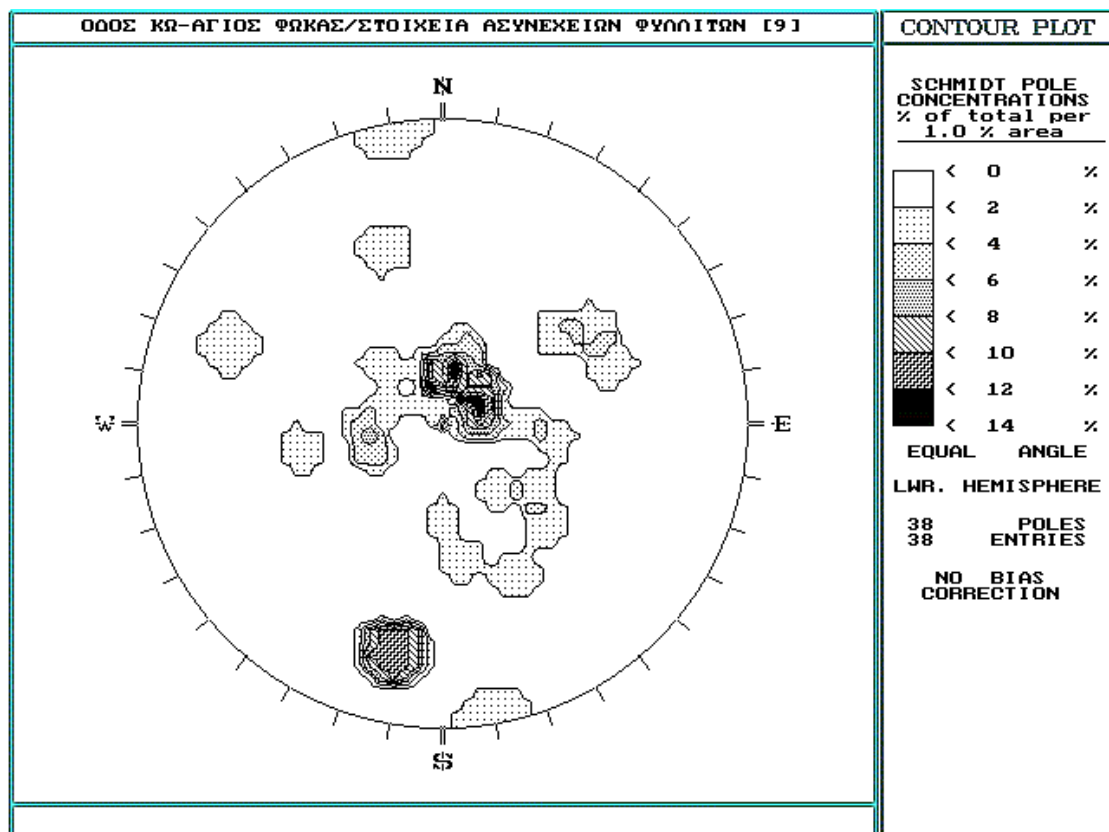 ΟΔΟΣ ΚΩ-ΑΓΙΟΣ ΦΩΚΑΣ/ΣΤΟΙΧΕΙΑ ΑΣΥΝΕΧΕΙΩΝ ΦΥΛΛΙΤΩΝ [9]
CONTOUR PLOT
N
W
E
S
SCHMIDT POLE
CONCENTRATIONS
% of total per
1.0 % area
< 0 %
< 2 %
< 4 %
< 6 %
< 8 %
< 10 %
< 12 %
< 14 %
EQUAL ANGLE
LWR. HEMISPHERE
38 POLES
38 ENTRIES
NO BIAS
CORRECTION